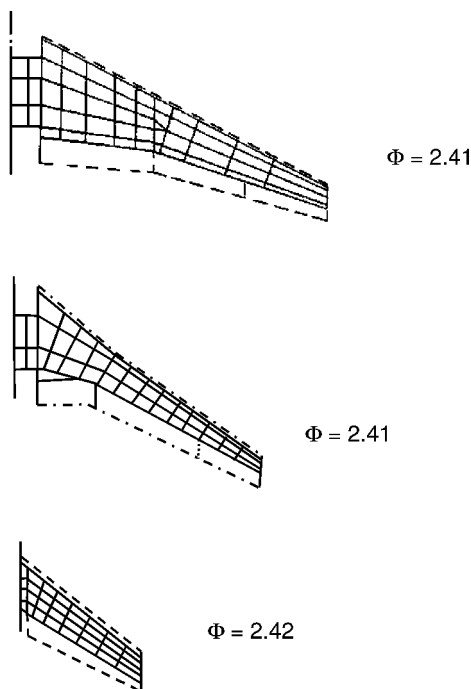 Φ = 2.41
Φ = 2.41
Φ = 2.42